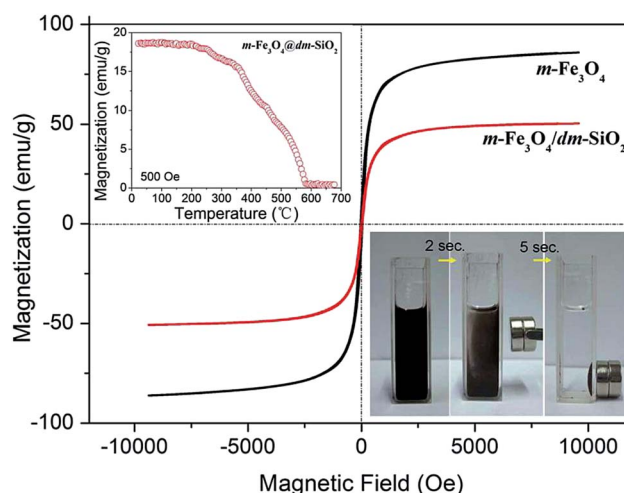 100
50
0
-50
-100
Magnetization (emu/g)
-10000 -5000 0 5000 10000
Magnetic Field (Oe)
m-Fe₃O₄
m-Fe₃O₄/dm-SiO₂
20
15
10
5
0
Magnetization (emu/g)
m-Fe₃O₄@dm-SiO₂
500 Oe
0 100 200 300 400 500 600 700
Temperature (℃)
2 sec.
5 sec.